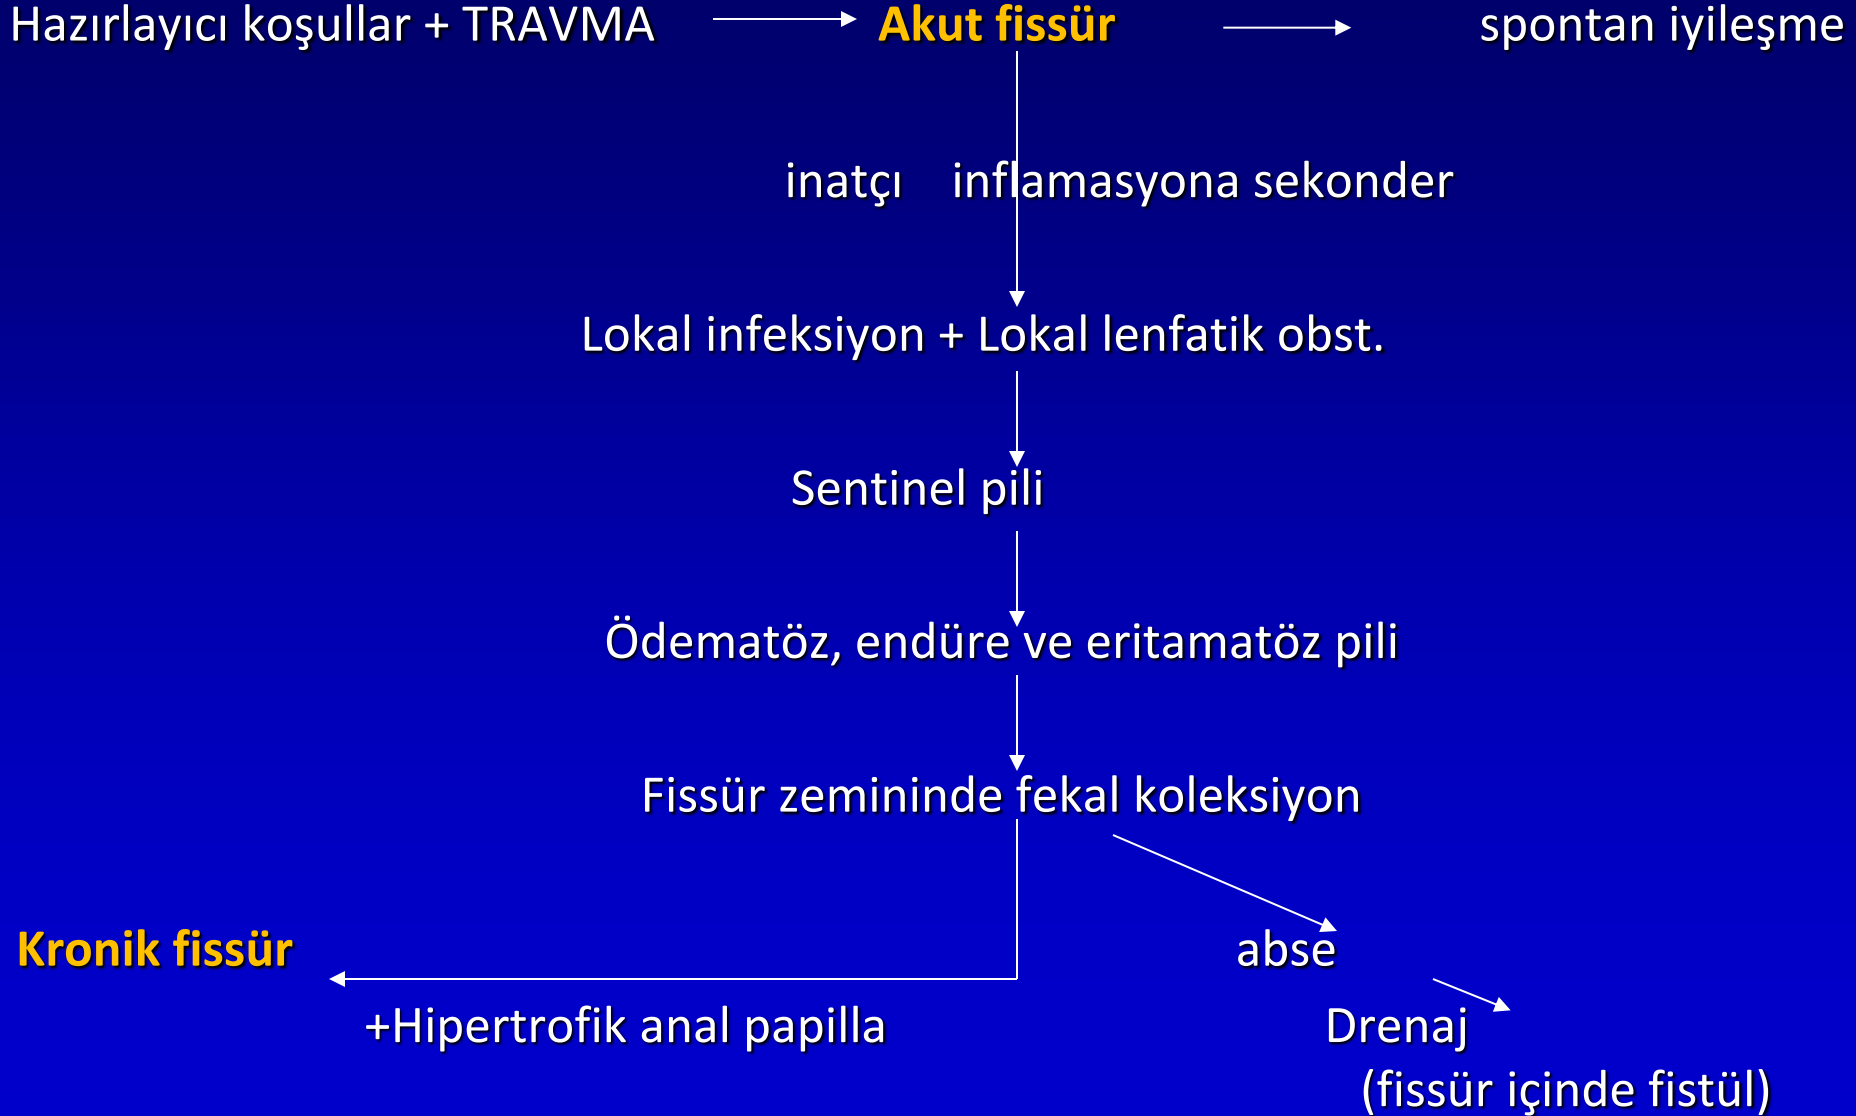 Hazırlayıcı koşullar + TRAVMA Akut fissür spontan iyileşme
inatçı inflamasyona sekonder
Lokal infeksiyon + Lokal lenfatik obst.
Sentinel pili
Ödematöz, endüre ve eritamatöz pili
Fissür zemininde fekal koleksiyon
Kronik fissür abse
+Hipertrofik anal papilla Drenaj
(fissür içinde fistül)